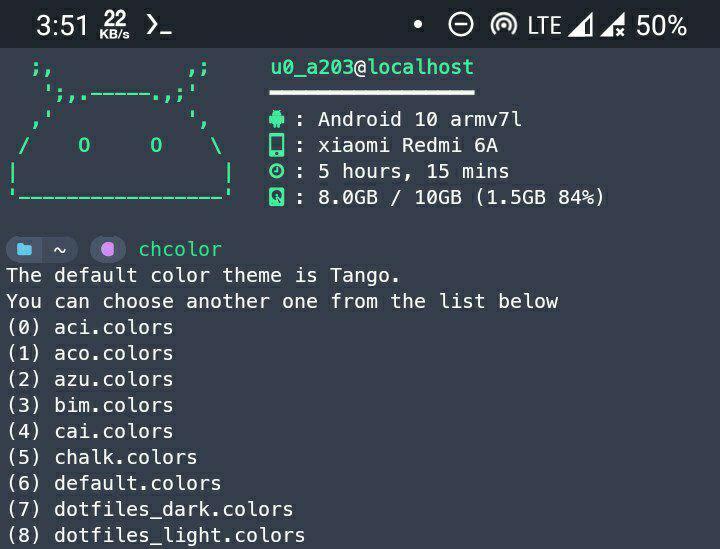 3:51 22 KB/s LTE 50%
u0_a203@localhost
: Android 10 armv7l
: xiaomi Redmi 6A
: 5 hours, 15 mins
: 8.0GB / 10GB (1.5GB 84%)
~ chcolor
The default color theme is Tango.
You can choose another one from the list below
(0) aci.colors
(1) aco.colors
(2) azu.colors
(3) bim.colors
(4) cai.colors
(5) chalk.colors
(6) default.colors
(7) dotfiles_dark.colors
(8) dotfiles_light.colors